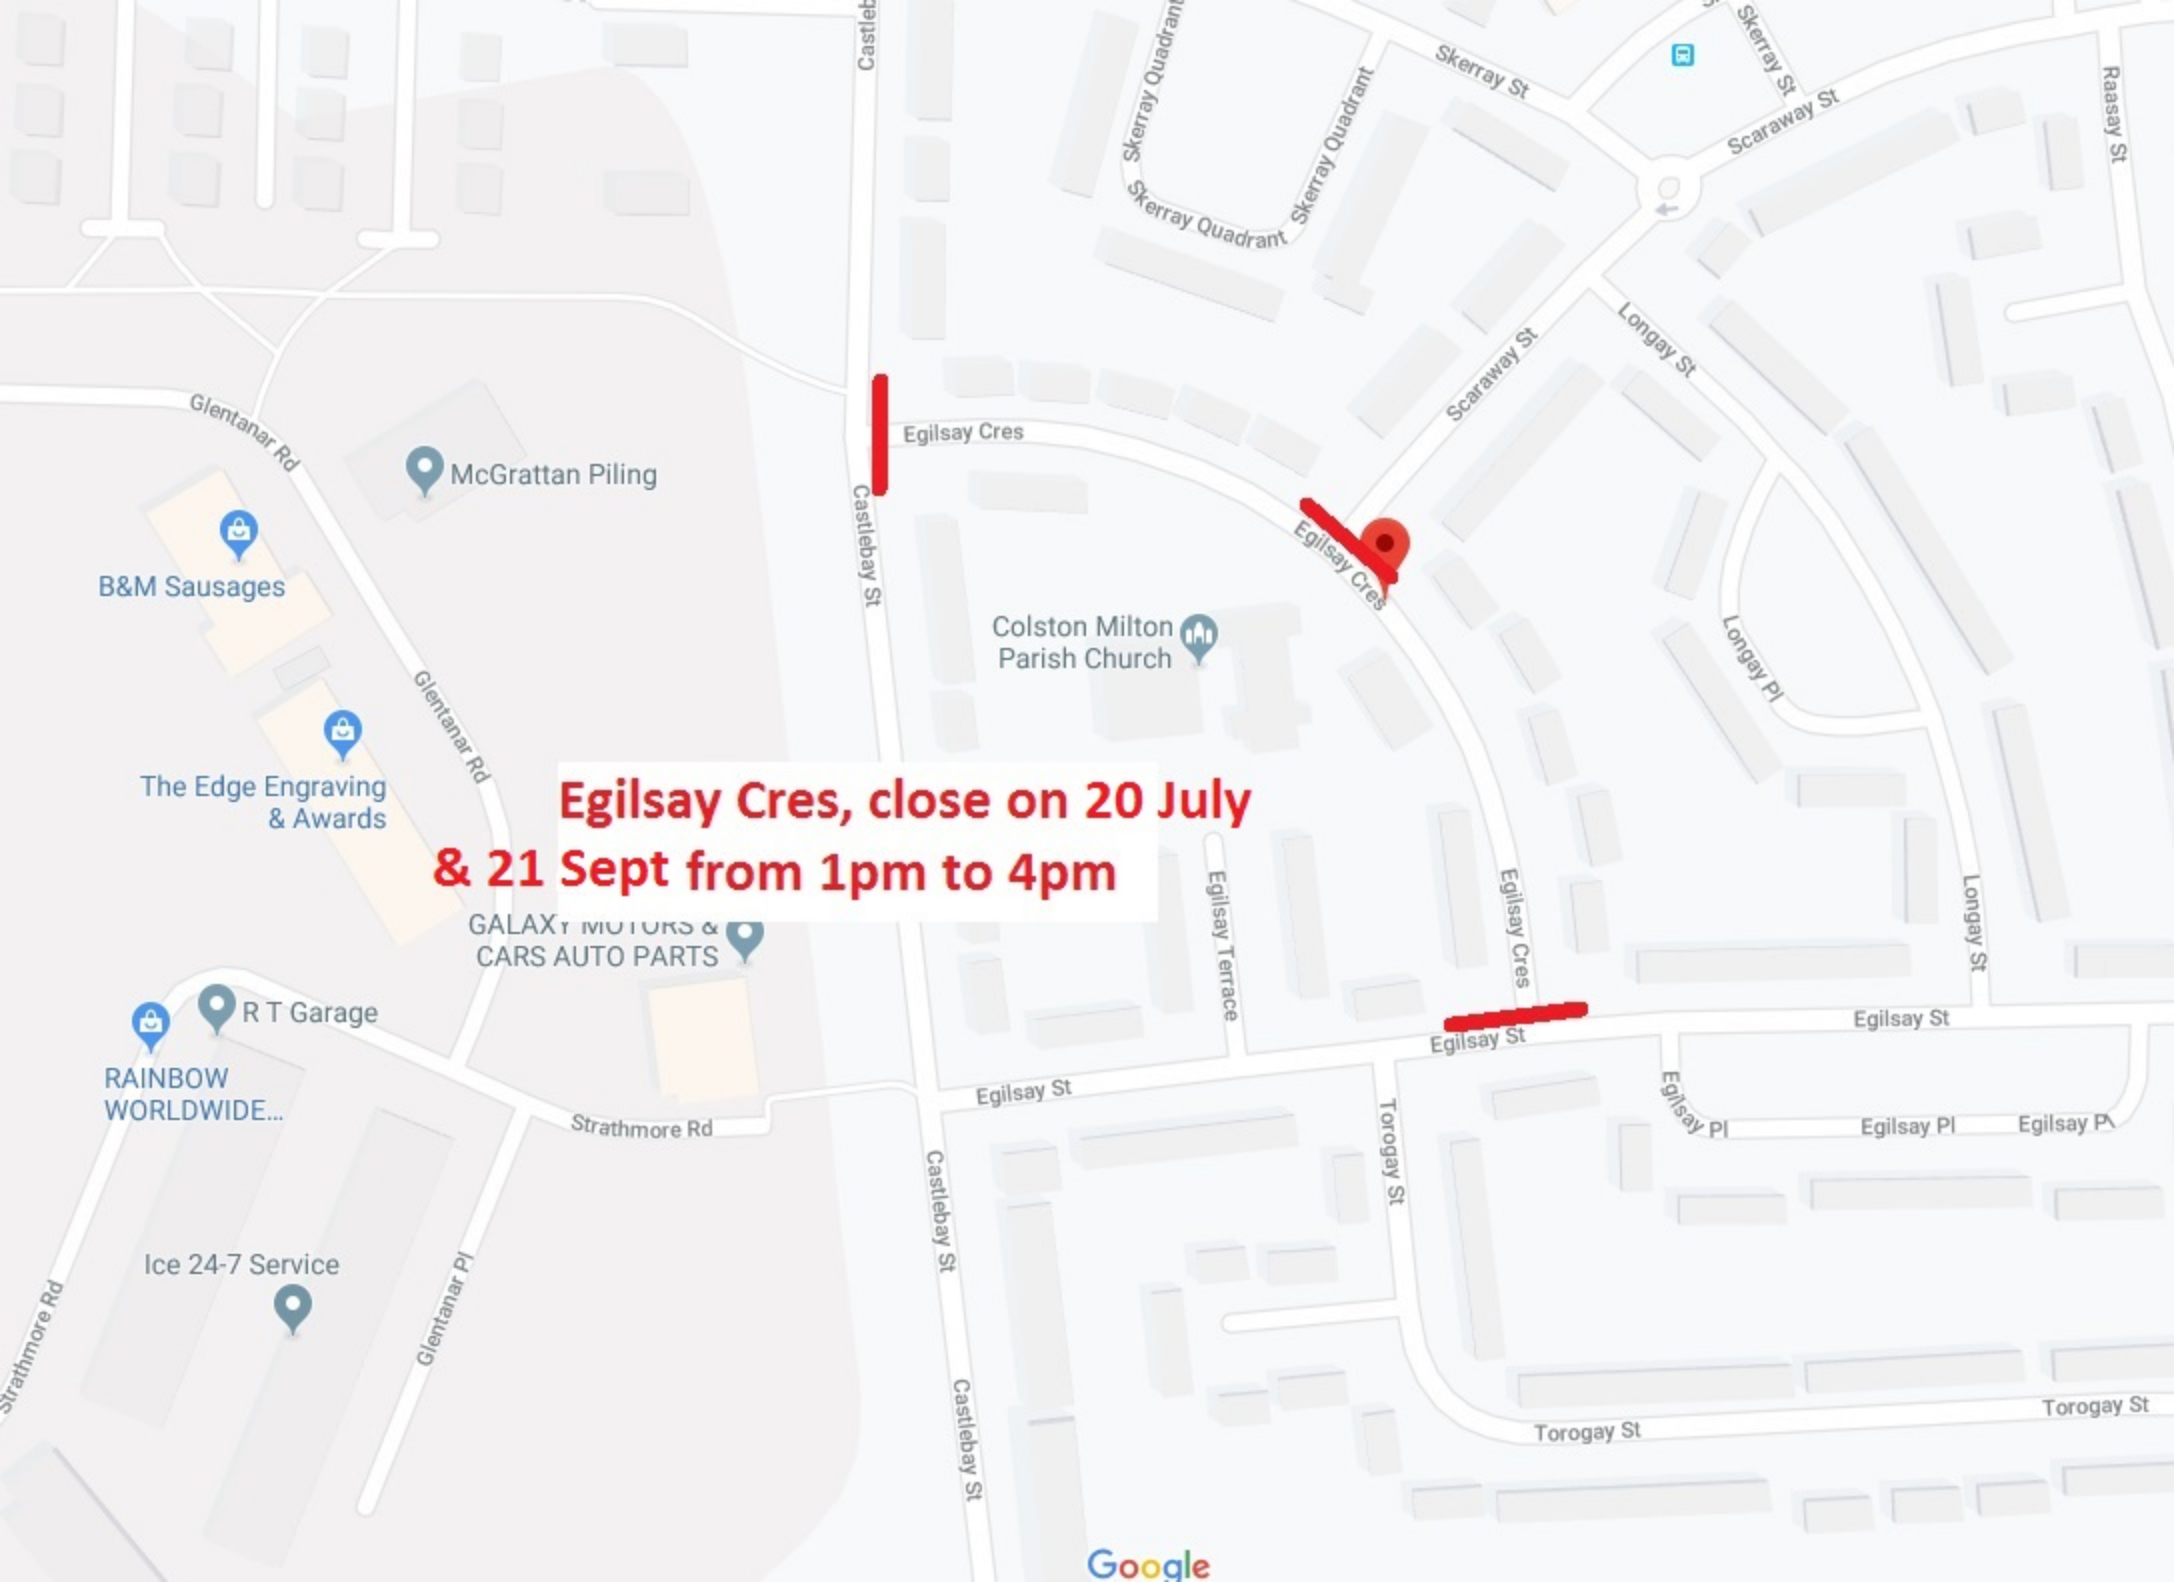 Castleb
Skerray Quadrant
Skerray Quadrant
Skerray Quadrant
Skerray St
Skerray St
Scaraway St
Raasay St
Longay St
Scaraway St
Glentanar Rd
McGrattan Piling
Egilsay Cres
Castlebay St
B&M Sausages
Egilsay Cres
Colston Milton
Parish Church
Longay Pl
Glentanar Rd
The Edge Engraving
& Awards
Egilsay Cres, close on 20 July
& 21 Sept from 1pm to 4pm
GALAXY MOTORS &
CARS AUTO PARTS
Egilsay Terrace
Egilsay Cres
Longay St
R T Garage
RAINBOW
WORLDWIDE...
Strathmore Rd
Egilsay St
Egilsay St
Egilsay St
Egilsay Pl
Egilsay Pl
Egilsay P
Torogay St
Castlebay St
Ice 24-7 Service
Glentanar Pl
Strathmore Rd
Castlebay St
Torogay St
Torogay St
Google